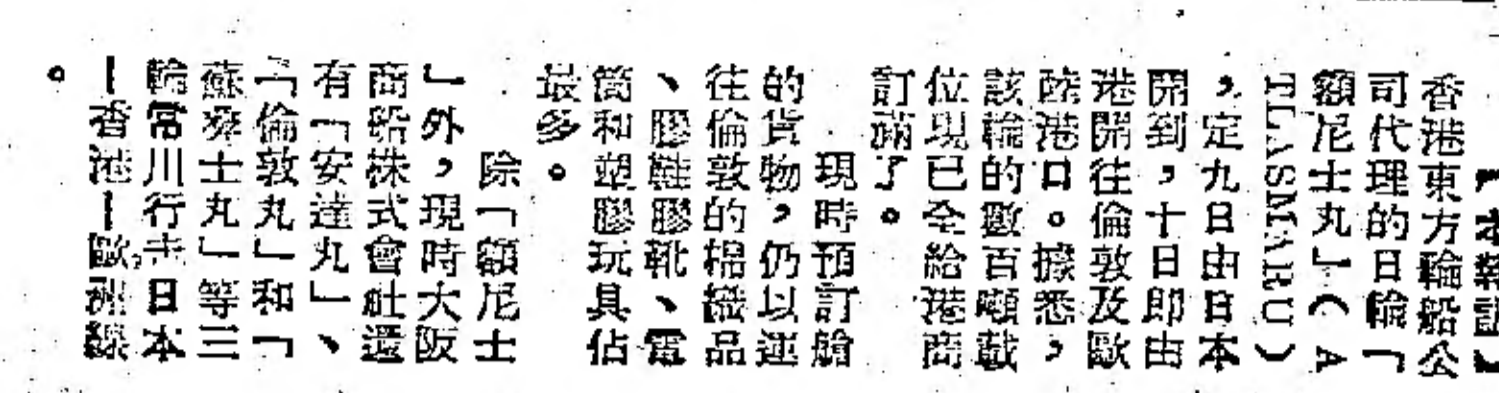 【本報訊】
香港東方輪船公
司代理的日輪「
額尼士丸」（A
TLASMARU）
，定九日由日本
開到，十日即由
港開往倫敦及歐
陸港口。據悉，
該輪的數百噸載
位現已全給港商
訂滿了。
現時預訂艙
的貨物，仍以運
往倫敦的棉織品
、膠鞋膠靴、電
筒和塑膠玩具佔
最多。
除「額尼士
」外，現時大阪
商船株式會社還
有「安達丸」、
「倫敦丸」和「
蘇彝士丸」等三
輪常川行走日本
—香港—歐洲線
。